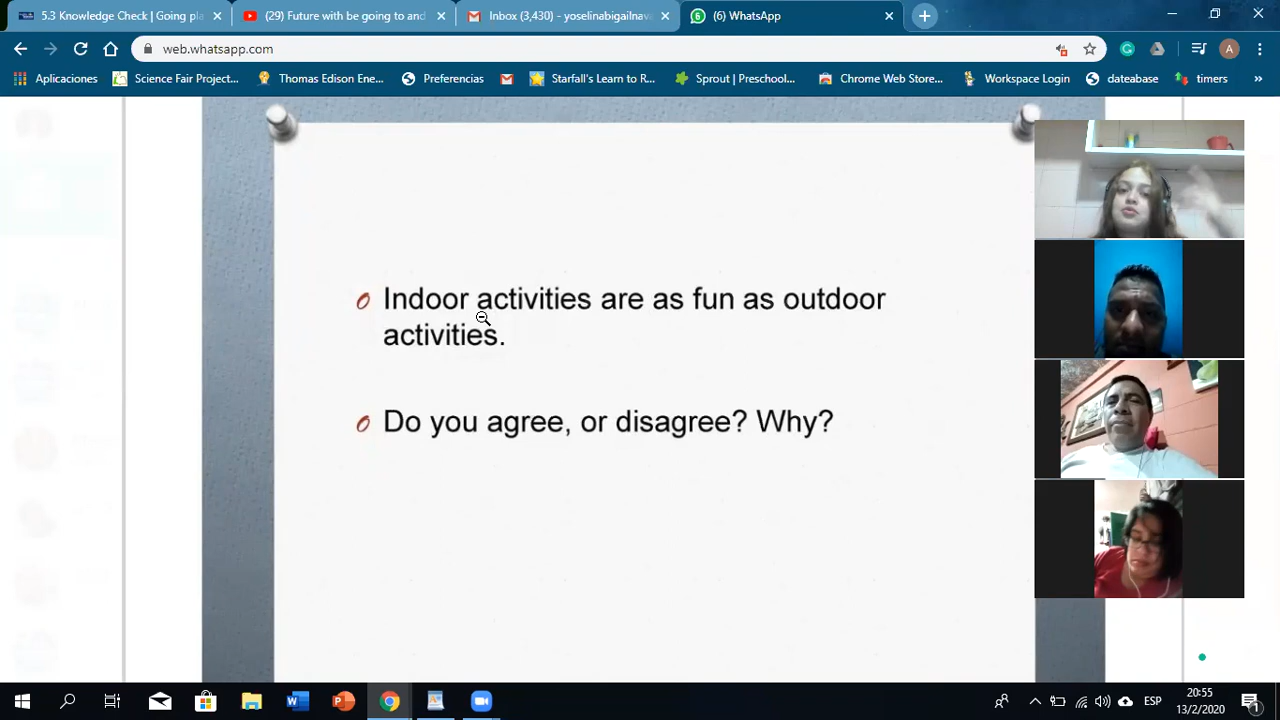 5.3 Knowledge Check | Going pla
(29) Future with be going to and
Inbox (3,430) - yoselinabigailnava
(6) WhatsApp
web.whatsapp.com
A
Aplicaciones
Science Fair Project...
Thomas Edison Ene...
Preferencias
Starfall's Learn to R...
Sprout | Preschool...
Chrome Web Store...
Workspace Login
dateabase
timers
»
Indoor activities are as fun as outdoor
activities.
Do you agree, or disagree? Why?
ESP
20:55
13/2/2020